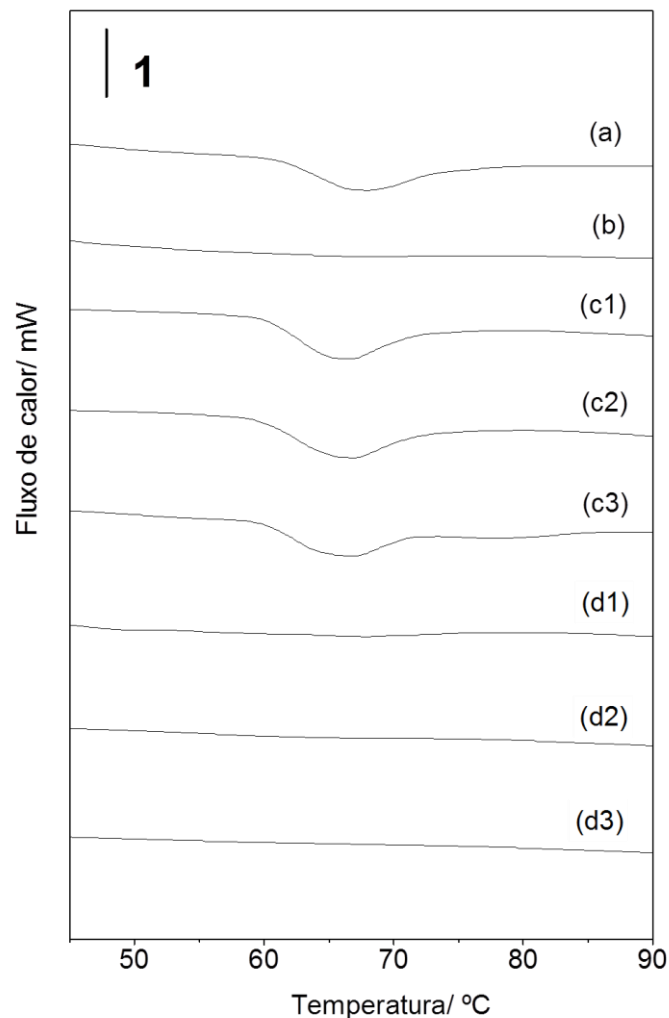 1
(a)
(b)
(c1)
(c2)
(c3)
(d1)
(d2)
(d3)
Fluxo de calor/ mW
50 60 70 80 90
Temperatura/ ºC